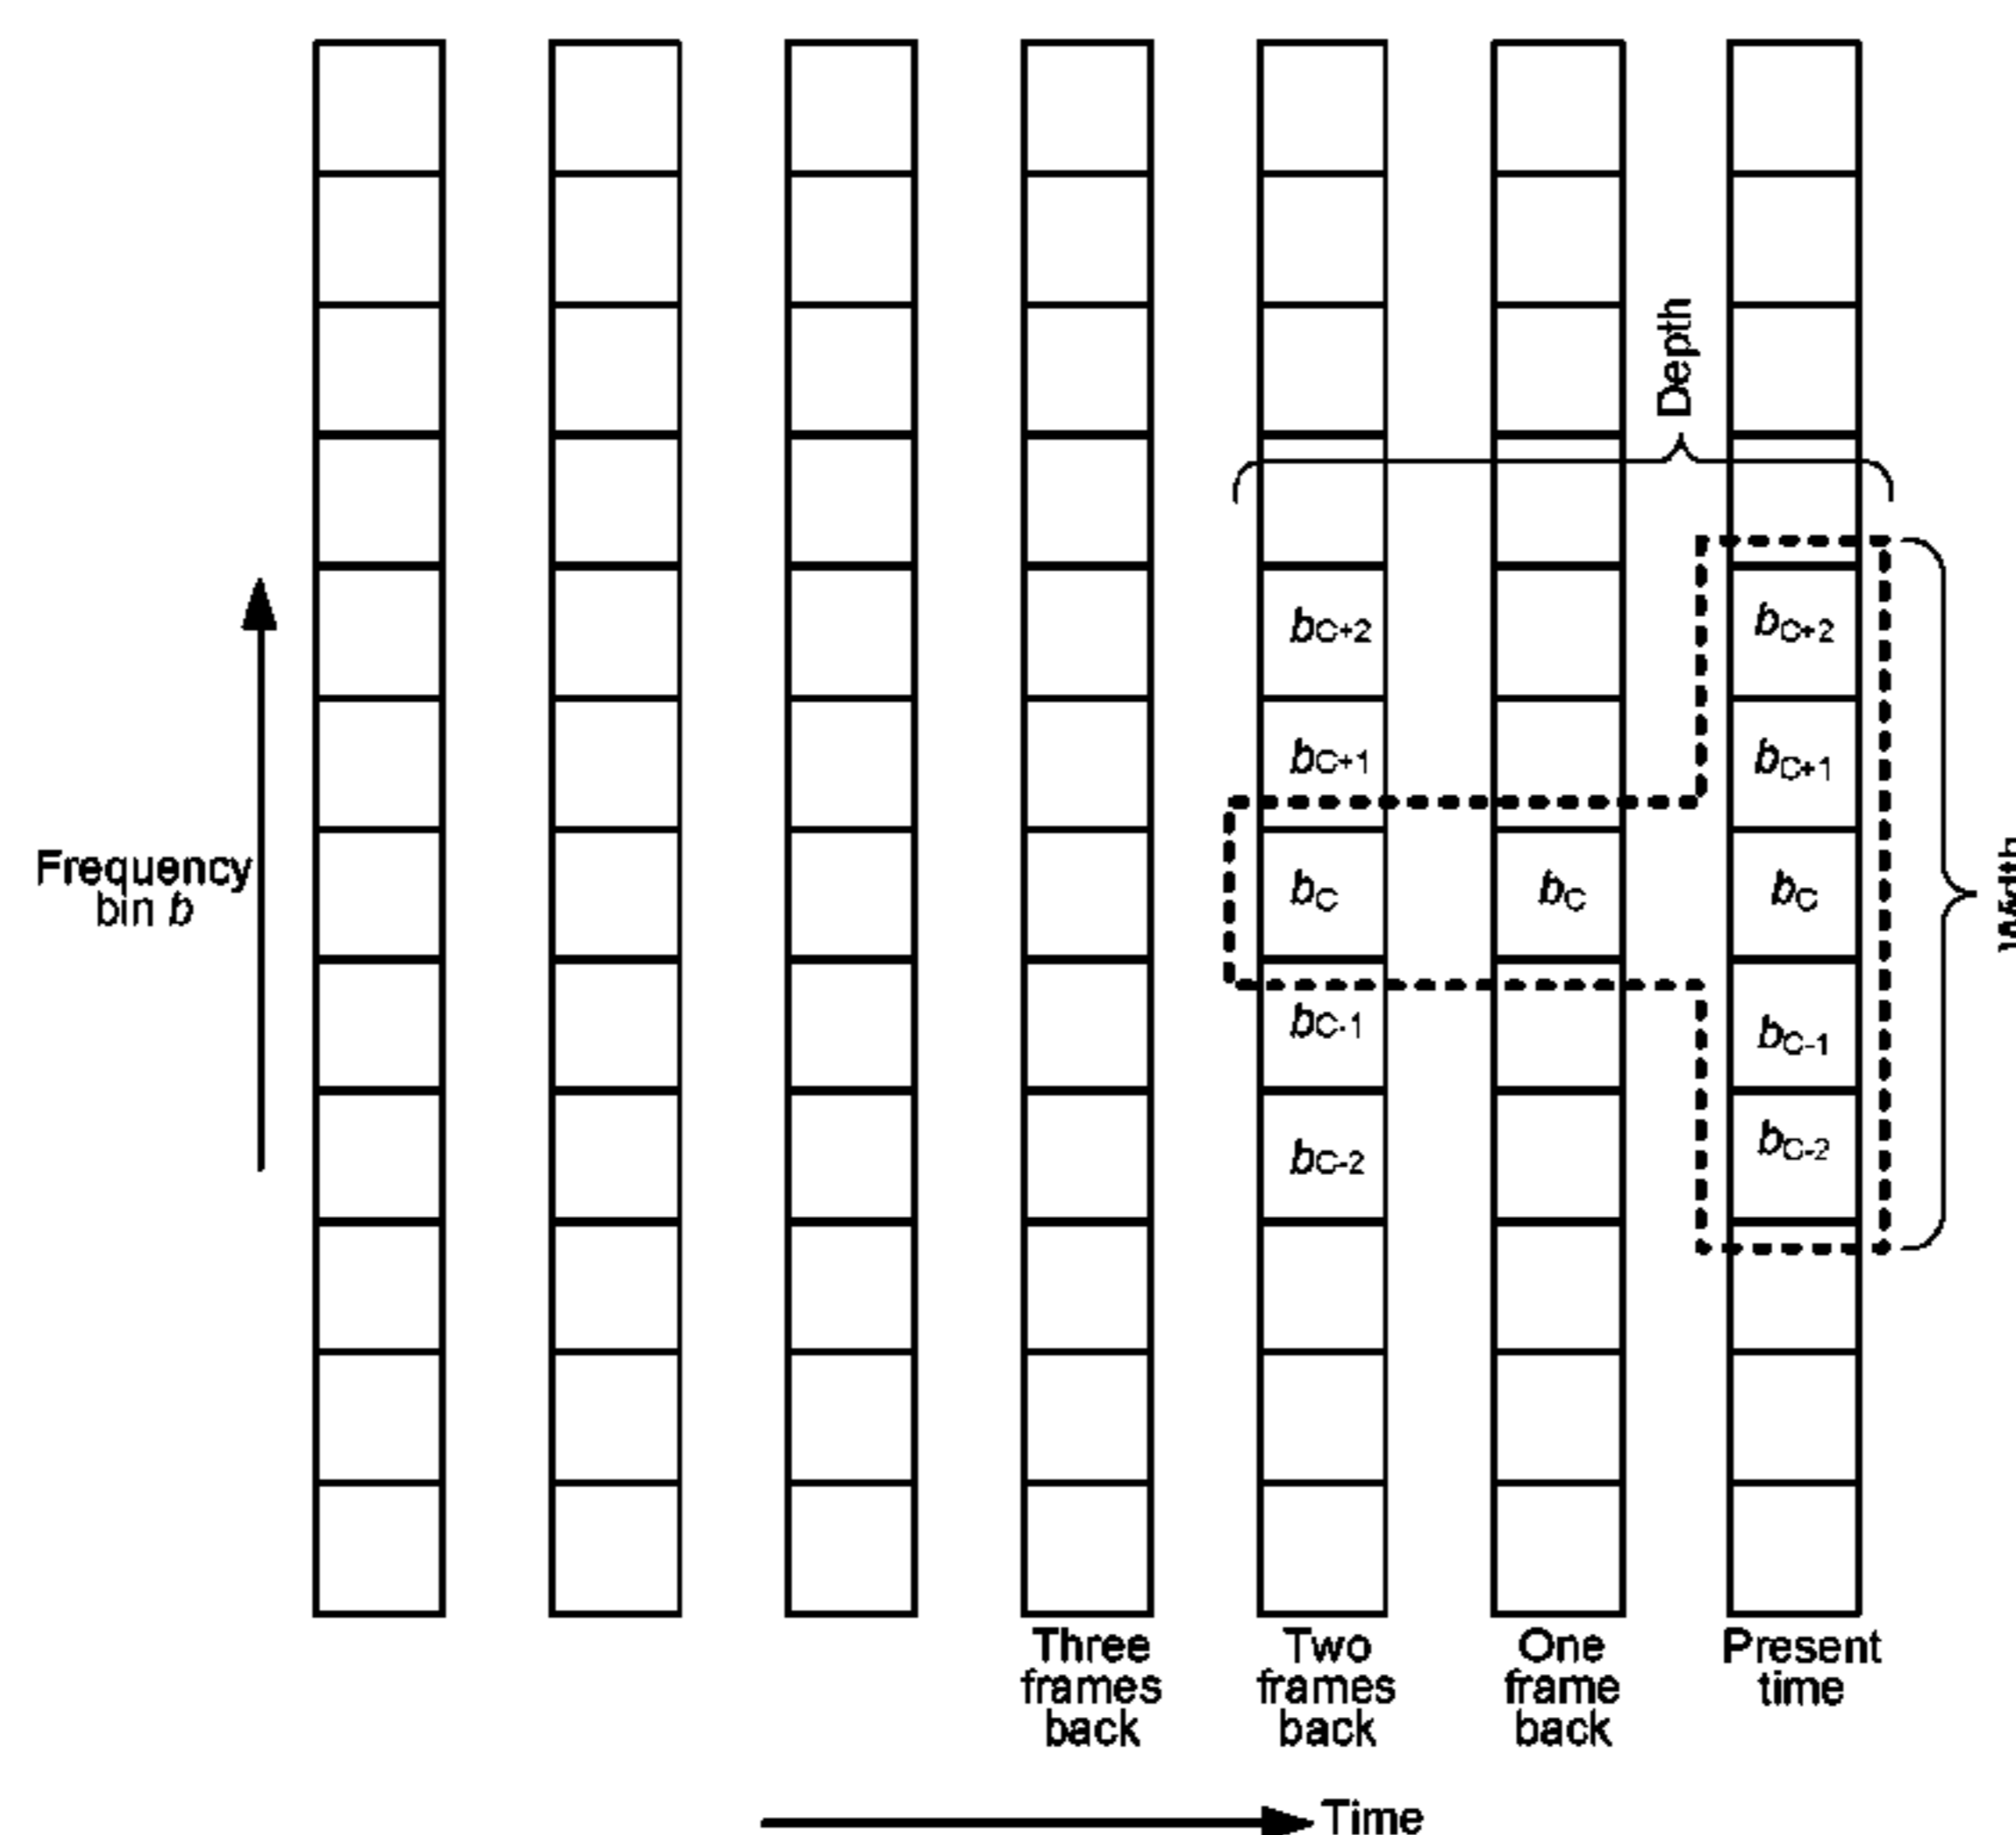 Depth
bC+2 bC+2
bC+1 bC+1
Frequency
bin b
bC bC bC
Width
bC-1 bC-1
bC-2 bC-2
Three
frames
back
Two
frames
back
One
frame
back
Present
time
Time